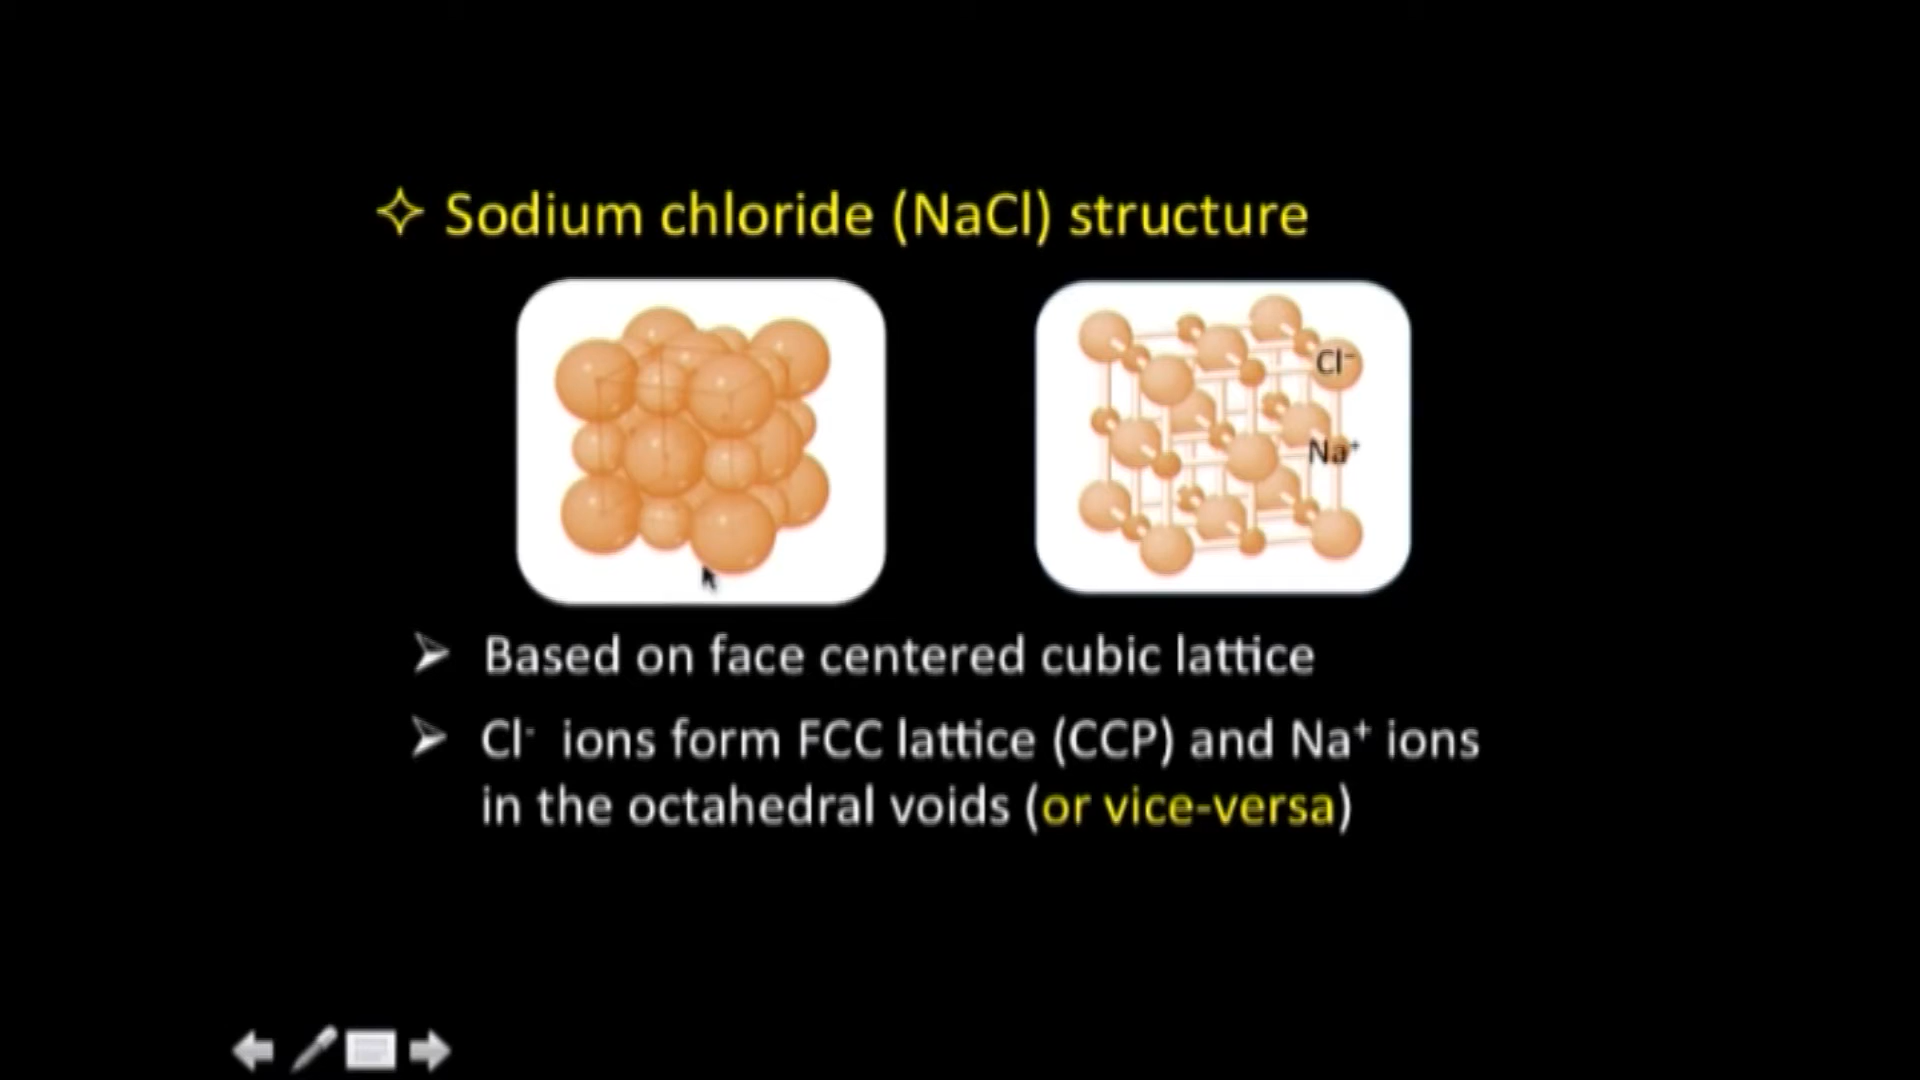 Sodium chloride (NaCl) structure
Cl⁻
Na⁺
Based on face centered cubic lattice
Cl⁻ ions form FCC lattice (CCP) and Na⁺ ions
in the octahedral voids (or vice-versa)